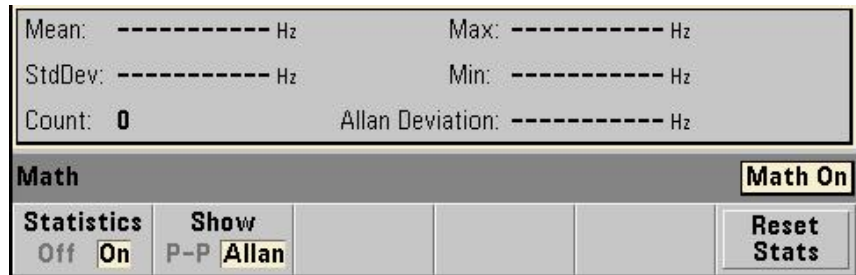 Mean: ----------- Hz Max: ----------- Hz
StdDev: ----------- Hz Min: ----------- Hz
Count: 0 Allan Deviation: ----------- Hz
Math Math On
Statistics Show Reset
Off On P-P Allan Stats